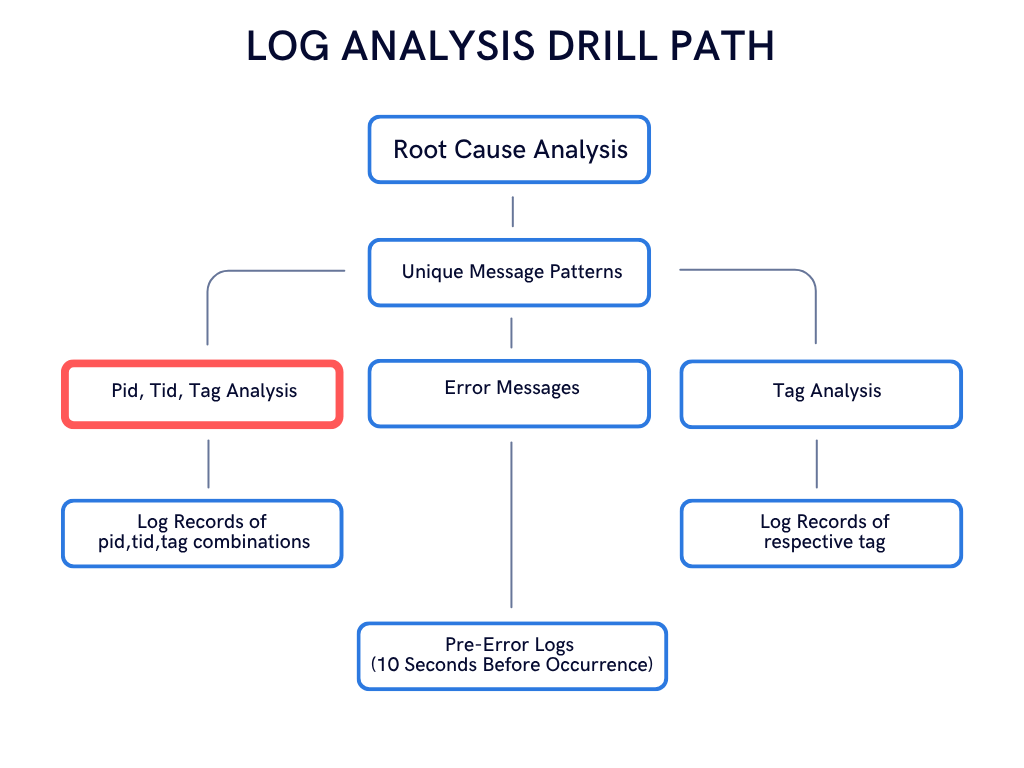 LOG ANALYSIS DRILL PATH
Root Cause Analysis
Unique Message Patterns
Pid, Tid, Tag Analysis
Error Messages
Tag Analysis
Log Records of
pid,tid,tag combinations
Log Records of
respective tag
Pre-Error Logs
(10 Seconds Before Occurrence)